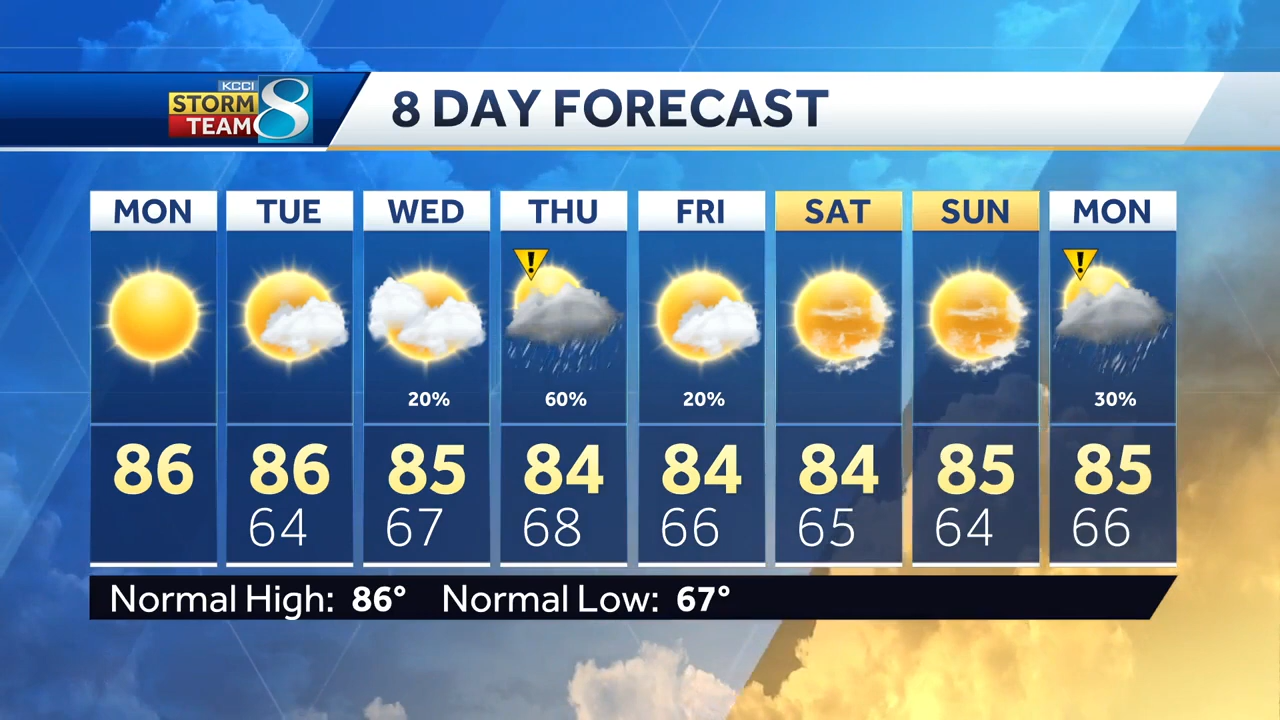 KCCI
STORM
TEAM 8
8 DAY FORECAST
MON TUE WED THU FRI SAT SUN MON
! !
20% 60% 20% 30%
86 86 85 84 84 84 85 85
64 67 68 66 65 64 66
Normal High: 86° Normal Low: 67°